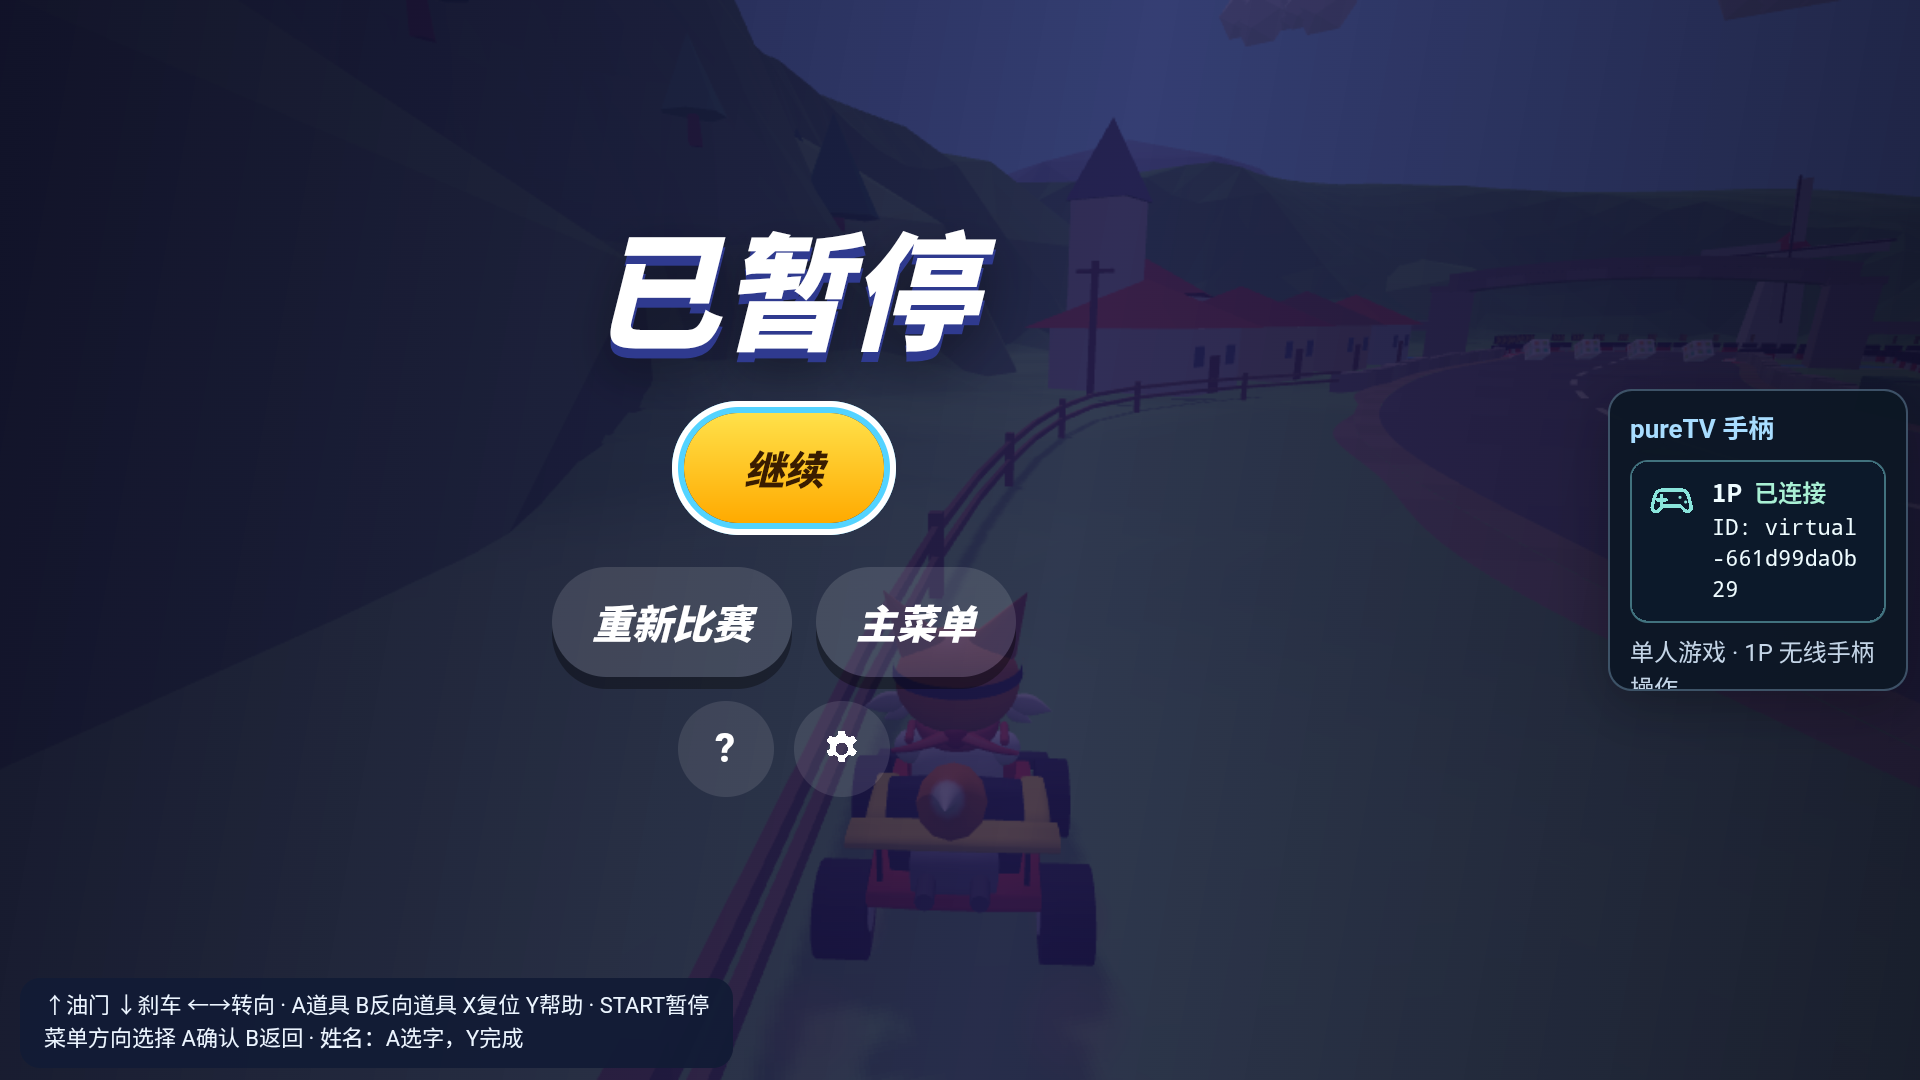 已暂停
继续
重新比赛
主菜单
?
pureTV 手柄
1P 已连接
ID: virtual
-661d99da0b
29
单人游戏 · 1P 无线手柄
操作
↑油门 ↓刹车 ←→转向 · A道具 B反向道具 X复位 Y帮助 · START暂停
菜单方向选择 A确认 B返回 · 姓名：A选字，Y完成